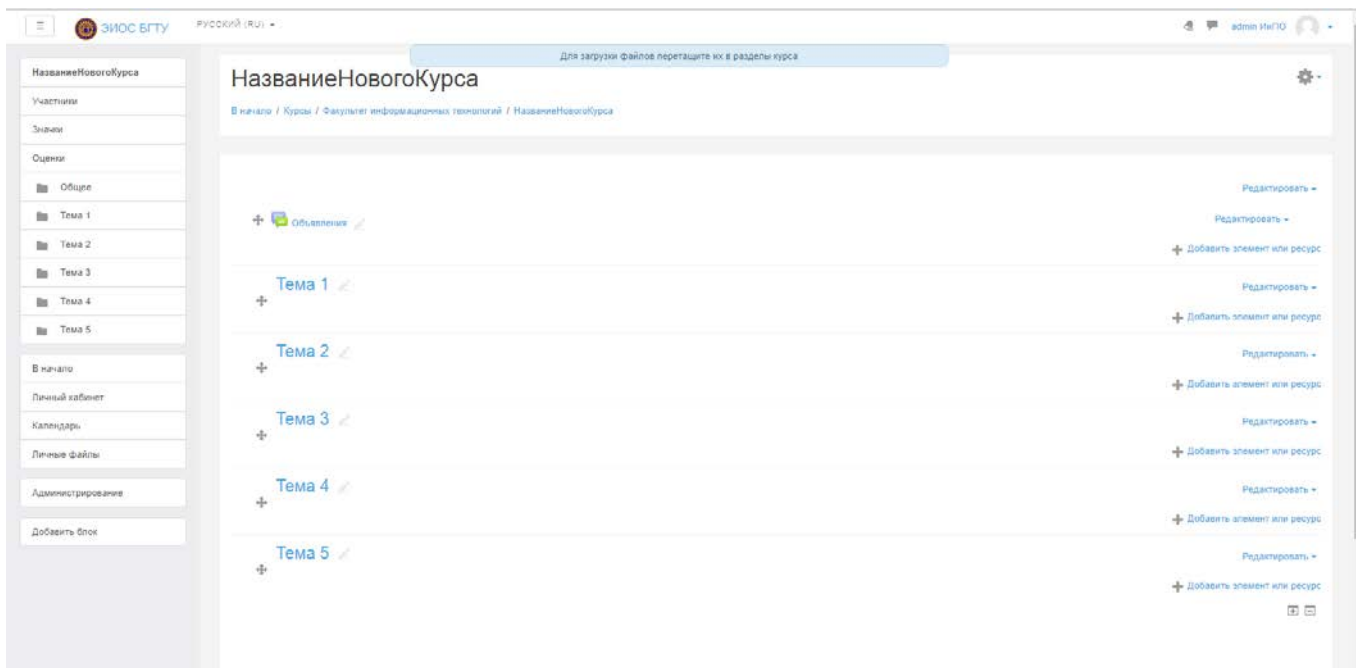 ЭИОС БГТУ
РУССКИЙ (RU)
admin ИиПО
Для загрузки файлов перетащите их в разделы курса
НазваниеНовогоКурса
Участники
Значки
Оценки
Общее
Тема 1
Тема 2
Тема 3
Тема 4
Тема 5
В начало
Личный кабинет
Календарь
Личные файлы
Администрирование
Добавить блок
НазваниеНовогоКурса
В начало / Курсы / Факультет информационных технологий / НазваниеНовогоКурса
Редактировать
Объявления
Редактировать
Добавить элемент или ресурс
Тема 1
Редактировать
Добавить элемент или ресурс
Тема 2
Редактировать
Добавить элемент или ресурс
Тема 3
Редактировать
Добавить элемент или ресурс
Тема 4
Редактировать
Добавить элемент или ресурс
Тема 5
Редактировать
Добавить элемент или ресурс